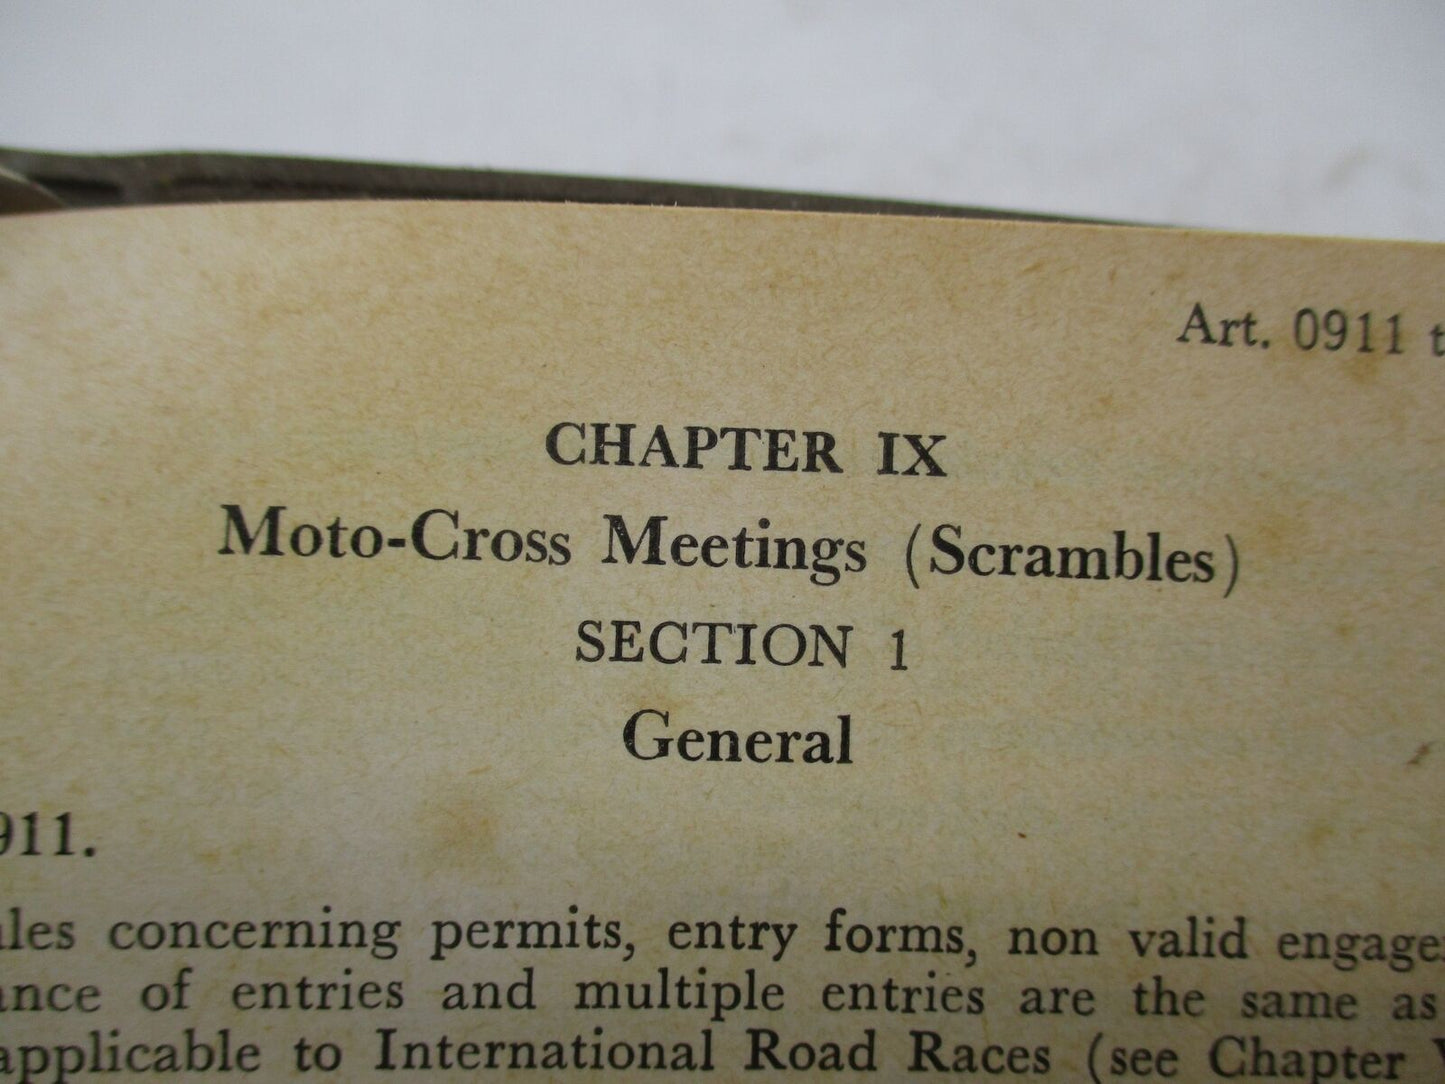 Art. 0911
CHAPTER IX
Moto-Cross Meetings (Scrambles)
SECTION 1
General
911.
concerning permits, entry forms, non valid
of entries and multiple entries are the same as
applicable to International Road Races (see Chapter